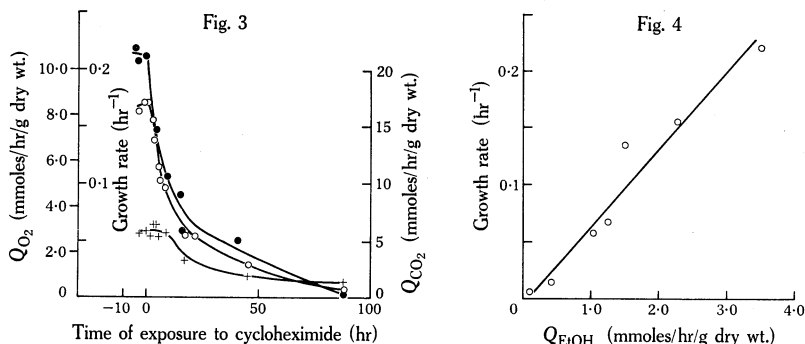 Fig. 3
Q_O2 (mmoles/hr/g dry wt.)
10·0
8·0
6·0
4·0
2·0
0
Growth rate (hr⁻¹)
0·2
0·1
20
15
10
5
0
Q_CO2 (mmoles/hr/g dry wt.)
−10 0 50 100
Time of exposure to cycloheximide (hr)
Fig. 4
Growth rate (hr⁻¹)
0·2
0·1
0
1·0 2·0 3·0 4·0
Q_EtOH (mmoles/hr/g dry wt.)